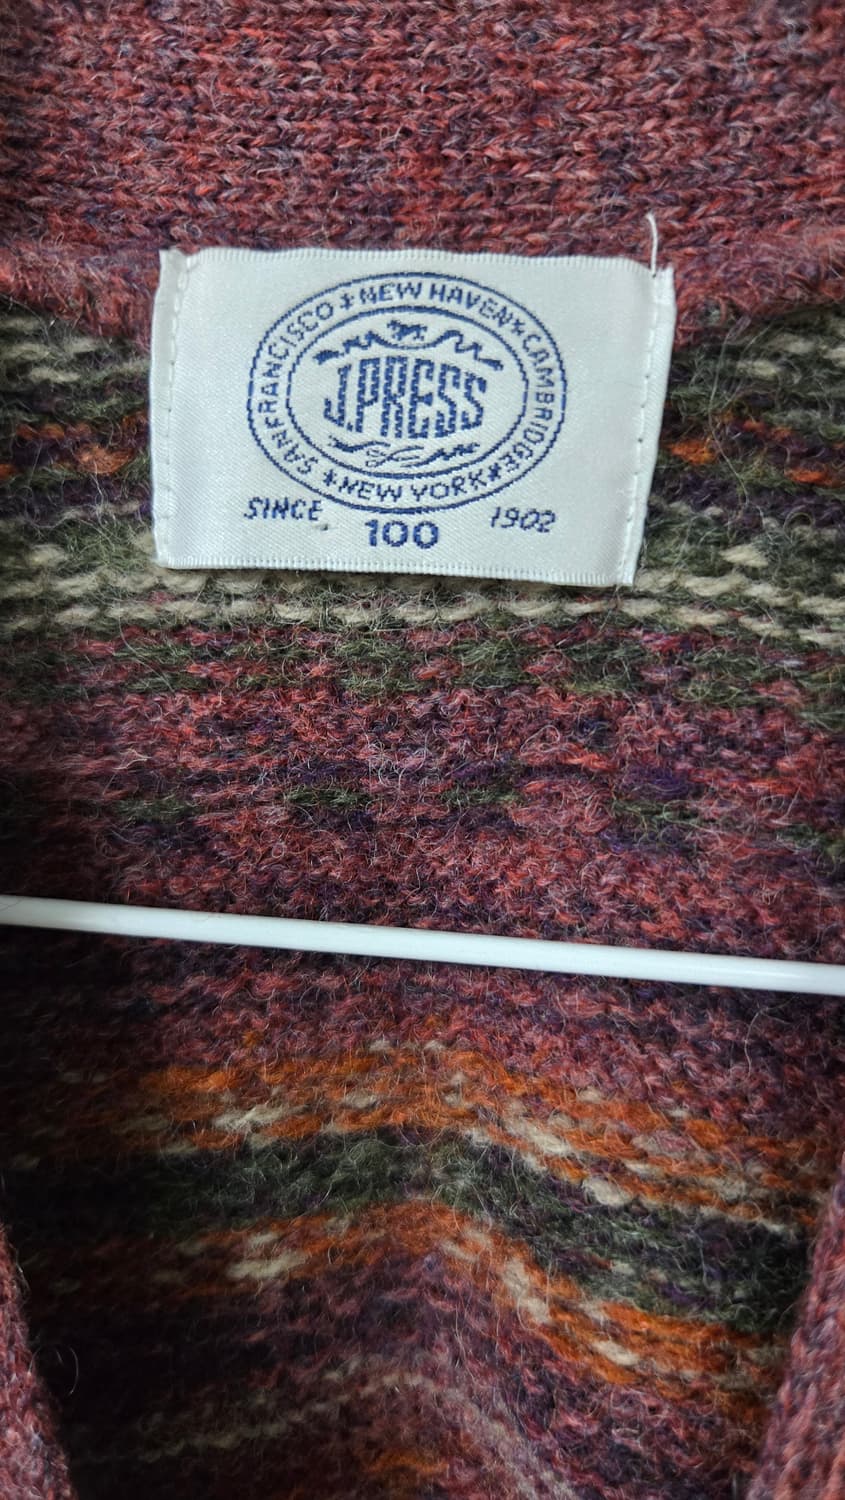 SAN FRANCISCO * NEW HAVEN * CAMBRIDGE * NEW YORK *
J.PRESS
SINCE 1902
100